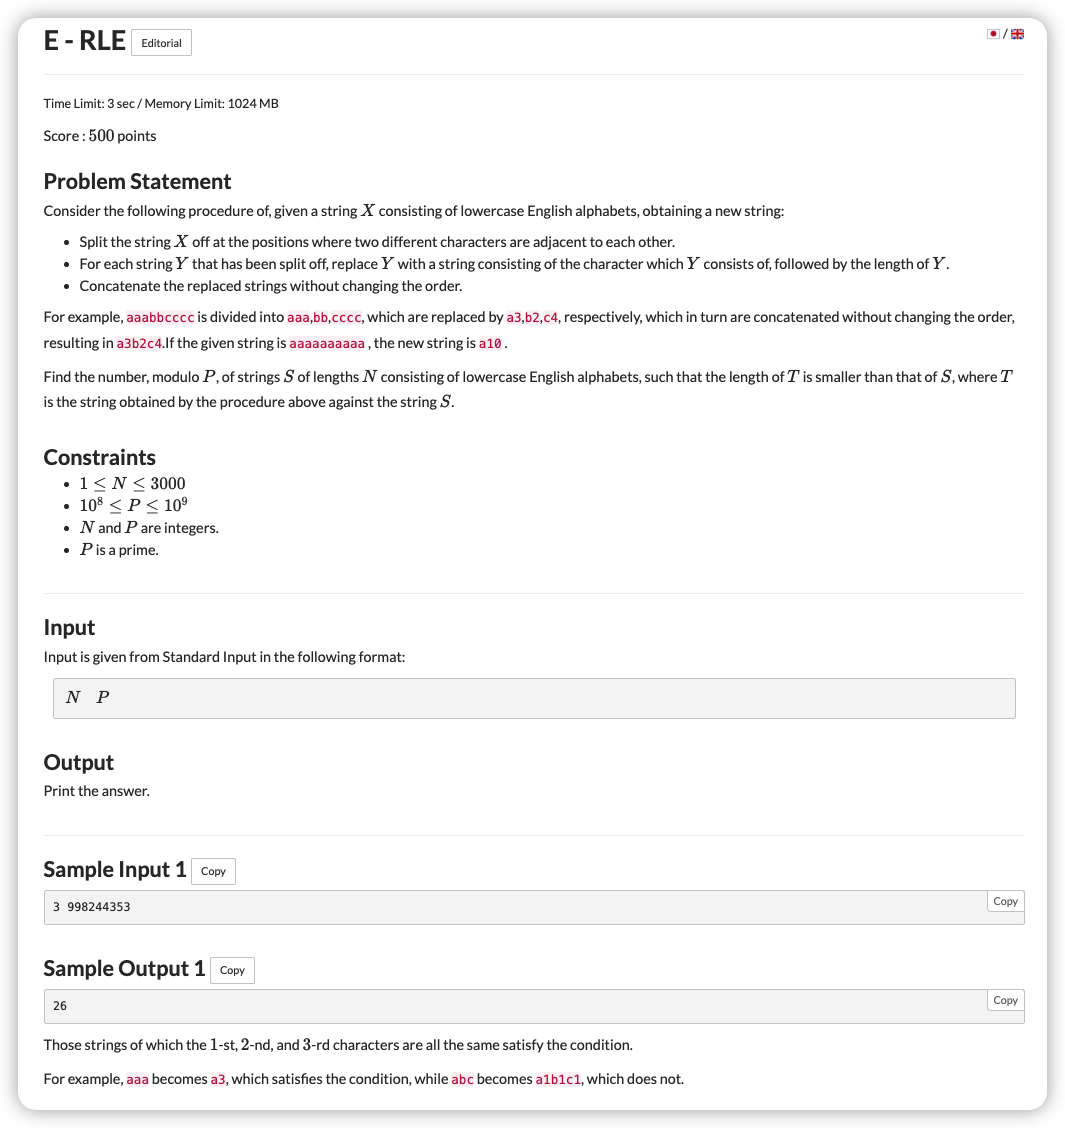 E - RLE Editorial
/
Time Limit: 3 sec / Memory Limit: 1024 MB
Score : 500 points
Problem Statement
Consider the following procedure of, given a string X consisting of lowercase English alphabets, obtaining a new string:
• Split the string X off at the positions where two different characters are adjacent to each other.
• For each string Y that has been split off, replace Y with a string consisting of the character which Y consists of, followed by the length of Y.
• Concatenate the replaced strings without changing the order.
For example, aaabbcccc is divided into aaa,bb,cccc, which are replaced by a3,b2,c4, respectively, which in turn are concatenated without changing the order,
resulting in a3b2c4.If the given string is aaaaaaaaaa , the new string is a10 .
Find the number, modulo P, of strings S of lengths N consisting of lowercase English alphabets, such that the length of T is smaller than that of S, where T
is the string obtained by the procedure above against the string S.
Constraints
• 1 ≤ N ≤ 3000
• 10⁸ ≤ P ≤ 10⁹
• N and P are integers.
• P is a prime.
Input
Input is given from Standard Input in the following format:
N P
Output
Print the answer.
Sample Input 1 Copy
Copy
3 998244353
Sample Output 1 Copy
Copy
26
Those strings of which the 1-st, 2-nd, and 3-rd characters are all the same satisfy the condition.
For example, aaa becomes a3, which satisfies the condition, while abc becomes a1b1c1, which does not.